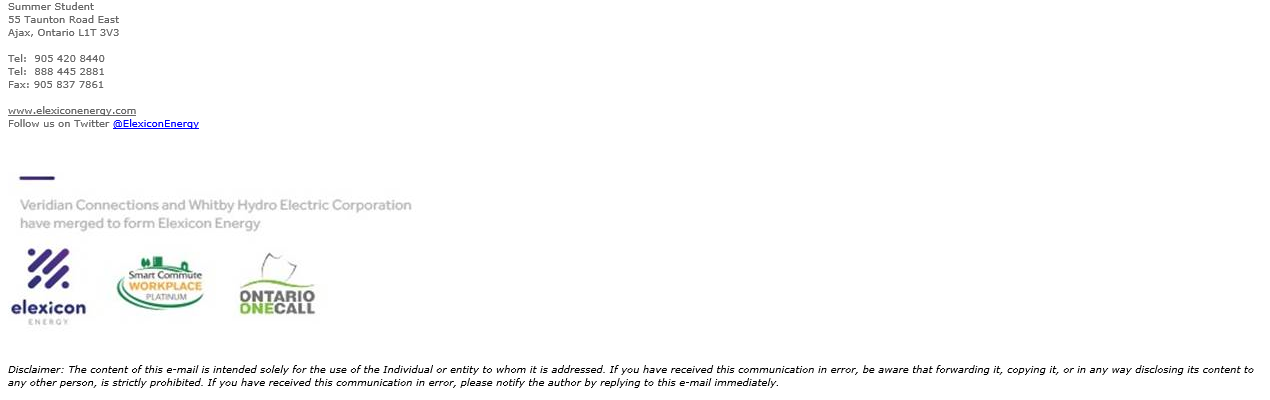 Summer Student
55 Taunton Road East
Ajax, Ontario L1T 3V3
Tel:  905 420 8440
Tel:  888 445 2881
Fax: 905 837 7861
www.elexiconenergy.com
Follow us on Twitter @ElexiconEnergy
Veridian Connections and Whitby Hydro Electric Corporation
have merged to form Elexicon Energy
elexicon
ENERGY
Smart Commute
WORKPLACE
PLATINUM
ONTARIO
ONECALL
Disclaimer: The content of this e-mail is intended solely for the use of the Individual or entity to whom it is addressed. If you have received this communication in error, be aware that forwarding it, copying it, or in any way disclosing its content to
any other person, is strictly prohibited. If you have received this communication in error, please notify the author by replying to this e-mail immediately.